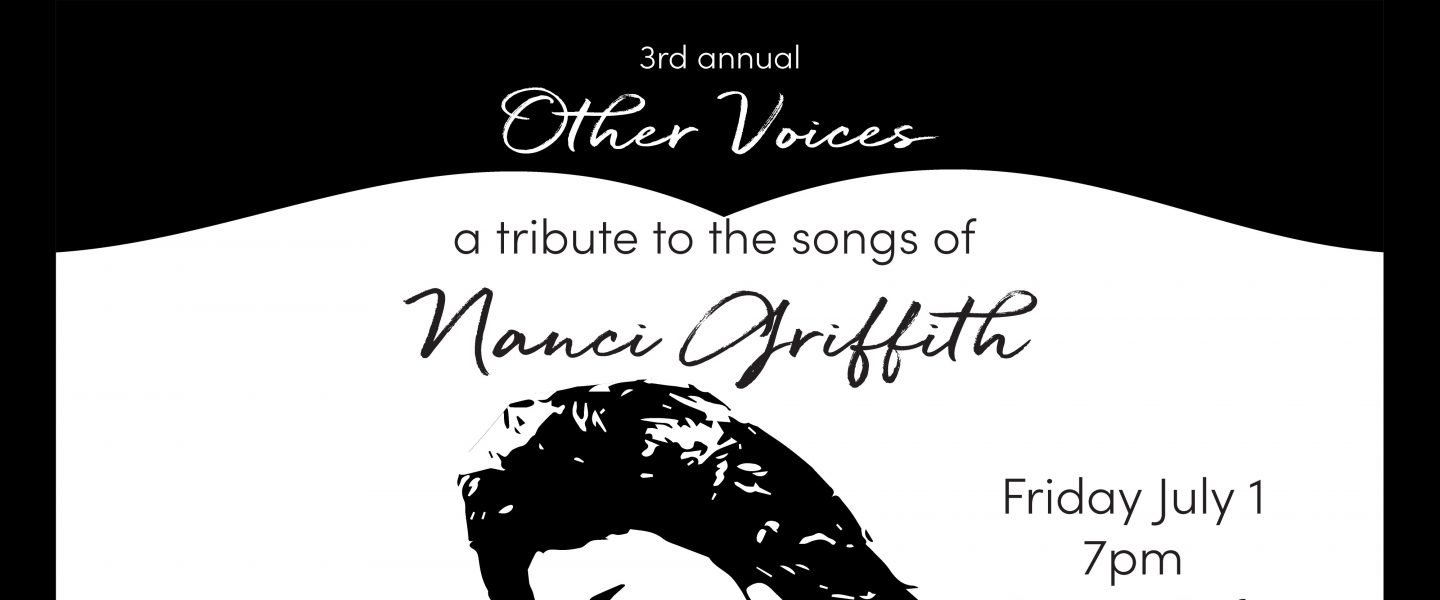 3rd annual
Other Voices
a tribute to the songs of
Nanci Griffith
Friday July 1
7pm